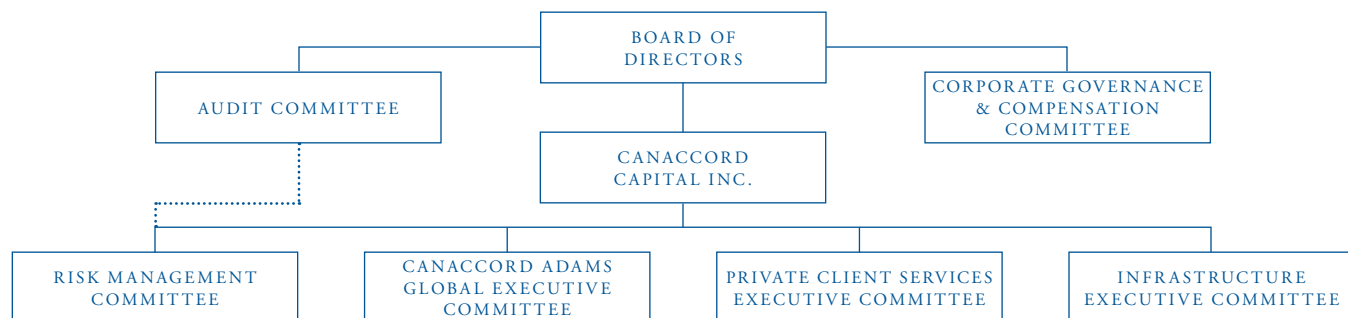 BOARD OF
DIRECTORS
AUDIT COMMITTEE
CORPORATE GOVERNANCE
& COMPENSATION
COMMITTEE
CANACCORD
CAPITAL INC.
RISK MANAGEMENT
COMMITTEE
CANACCORD ADAMS
GLOBAL EXECUTIVE
COMMITTEE
PRIVATE CLIENT SERVICES
EXECUTIVE COMMITTEE
INFRASTRUCTURE
EXECUTIVE COMMITTEE